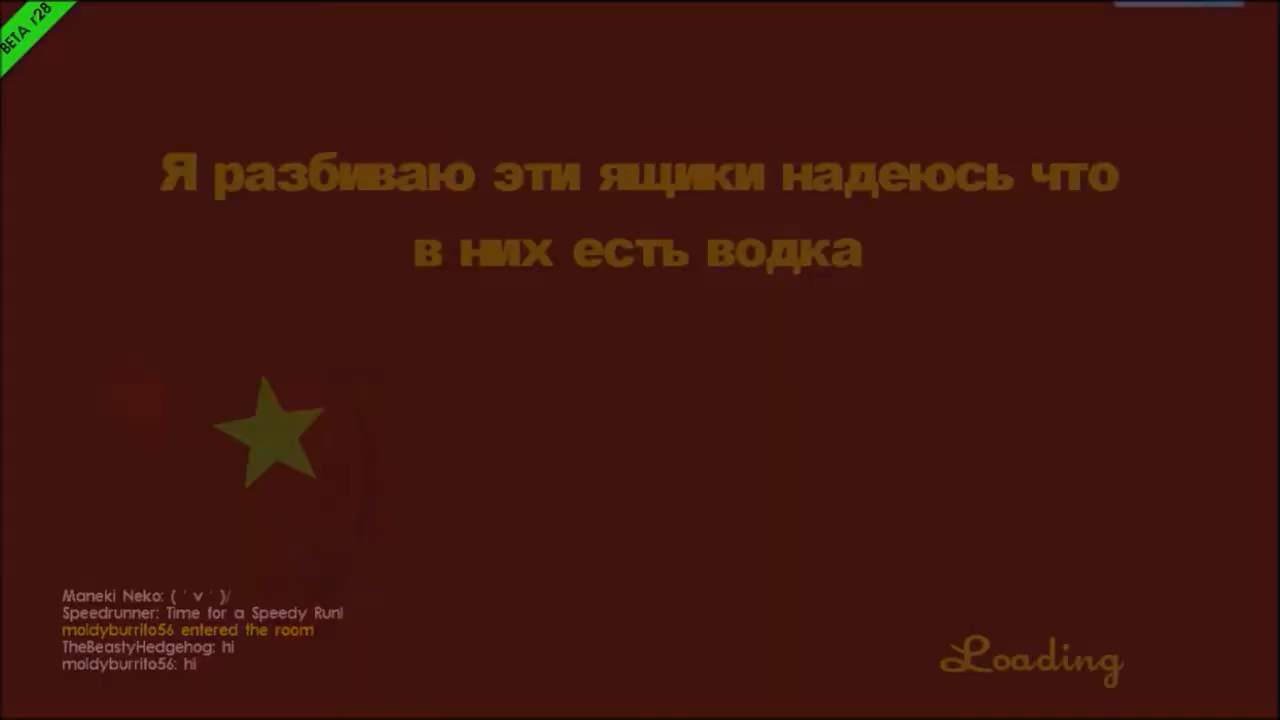 BETA r28
Я разбиваю эти ящики надеюсь что
в них есть водка
Maneki Neko: ( ' v ' )/
Speedrunner: Time for a Speedy Run!
moldyburrito56 entered the room
TheBeastyHedgehog: hi
moldyburrito56: hi
Loading